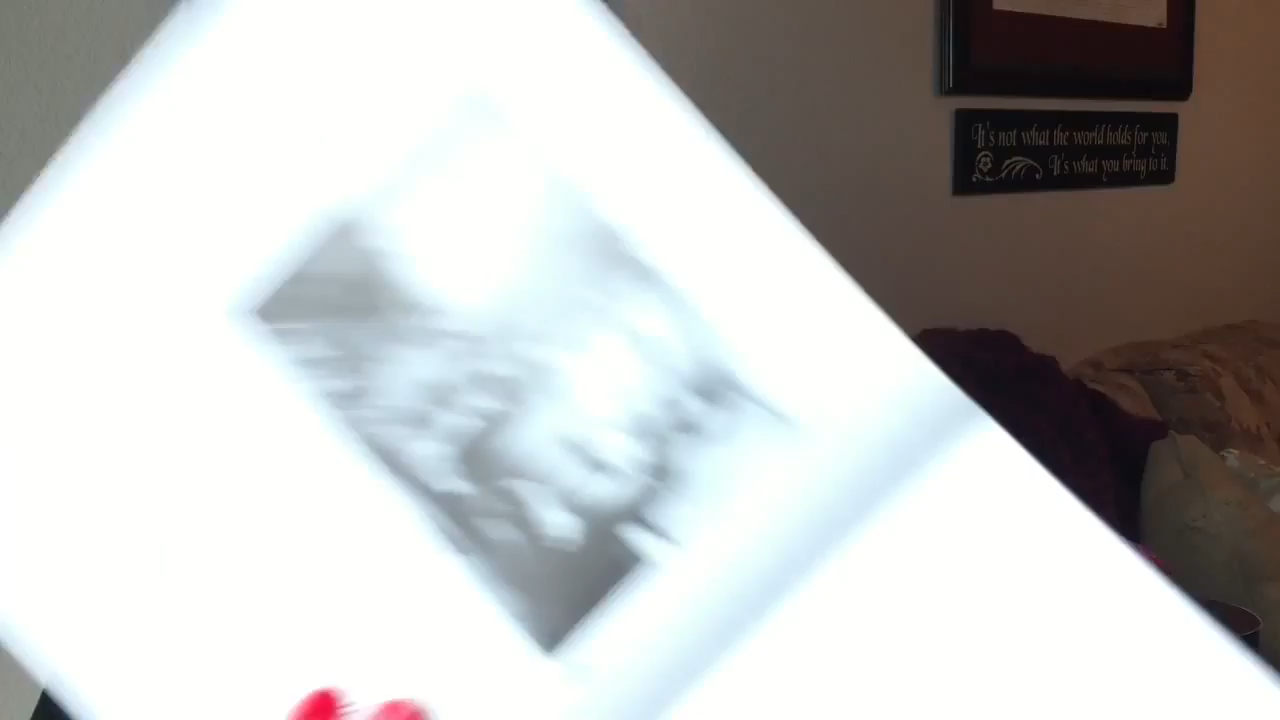 It's not what the world holds for you,
It's what you bring to it.